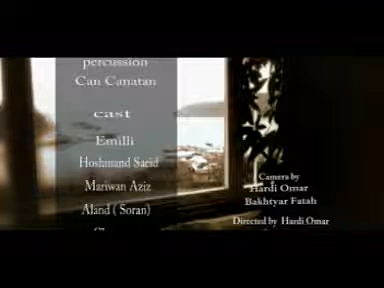 percussion
Can Canatan
cast
Emilli
Hoshmand Saeid
Mariwan Aziz
Aland ( Soran)
Camera by
Hardi Omar
Bakhtyar Fatah
Directed by Hardi Omar